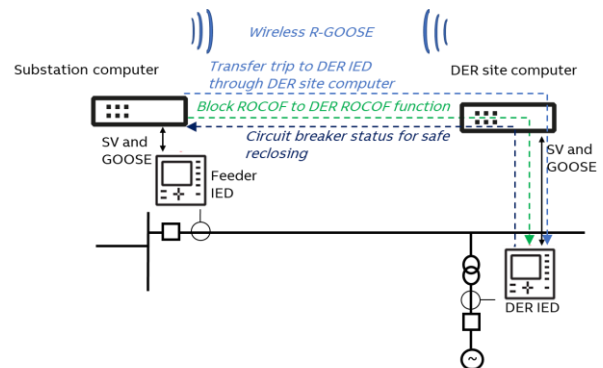 Wireless R-GOOSE
Substation computer
Transfer trip to DER IED
through DER site computer
DER site computer
Block ROCOF to DER ROCOF function
Circuit breaker status for safe
reclosing
SV and
GOOSE
SV and
GOOSE
Feeder
IED
DER IED
~